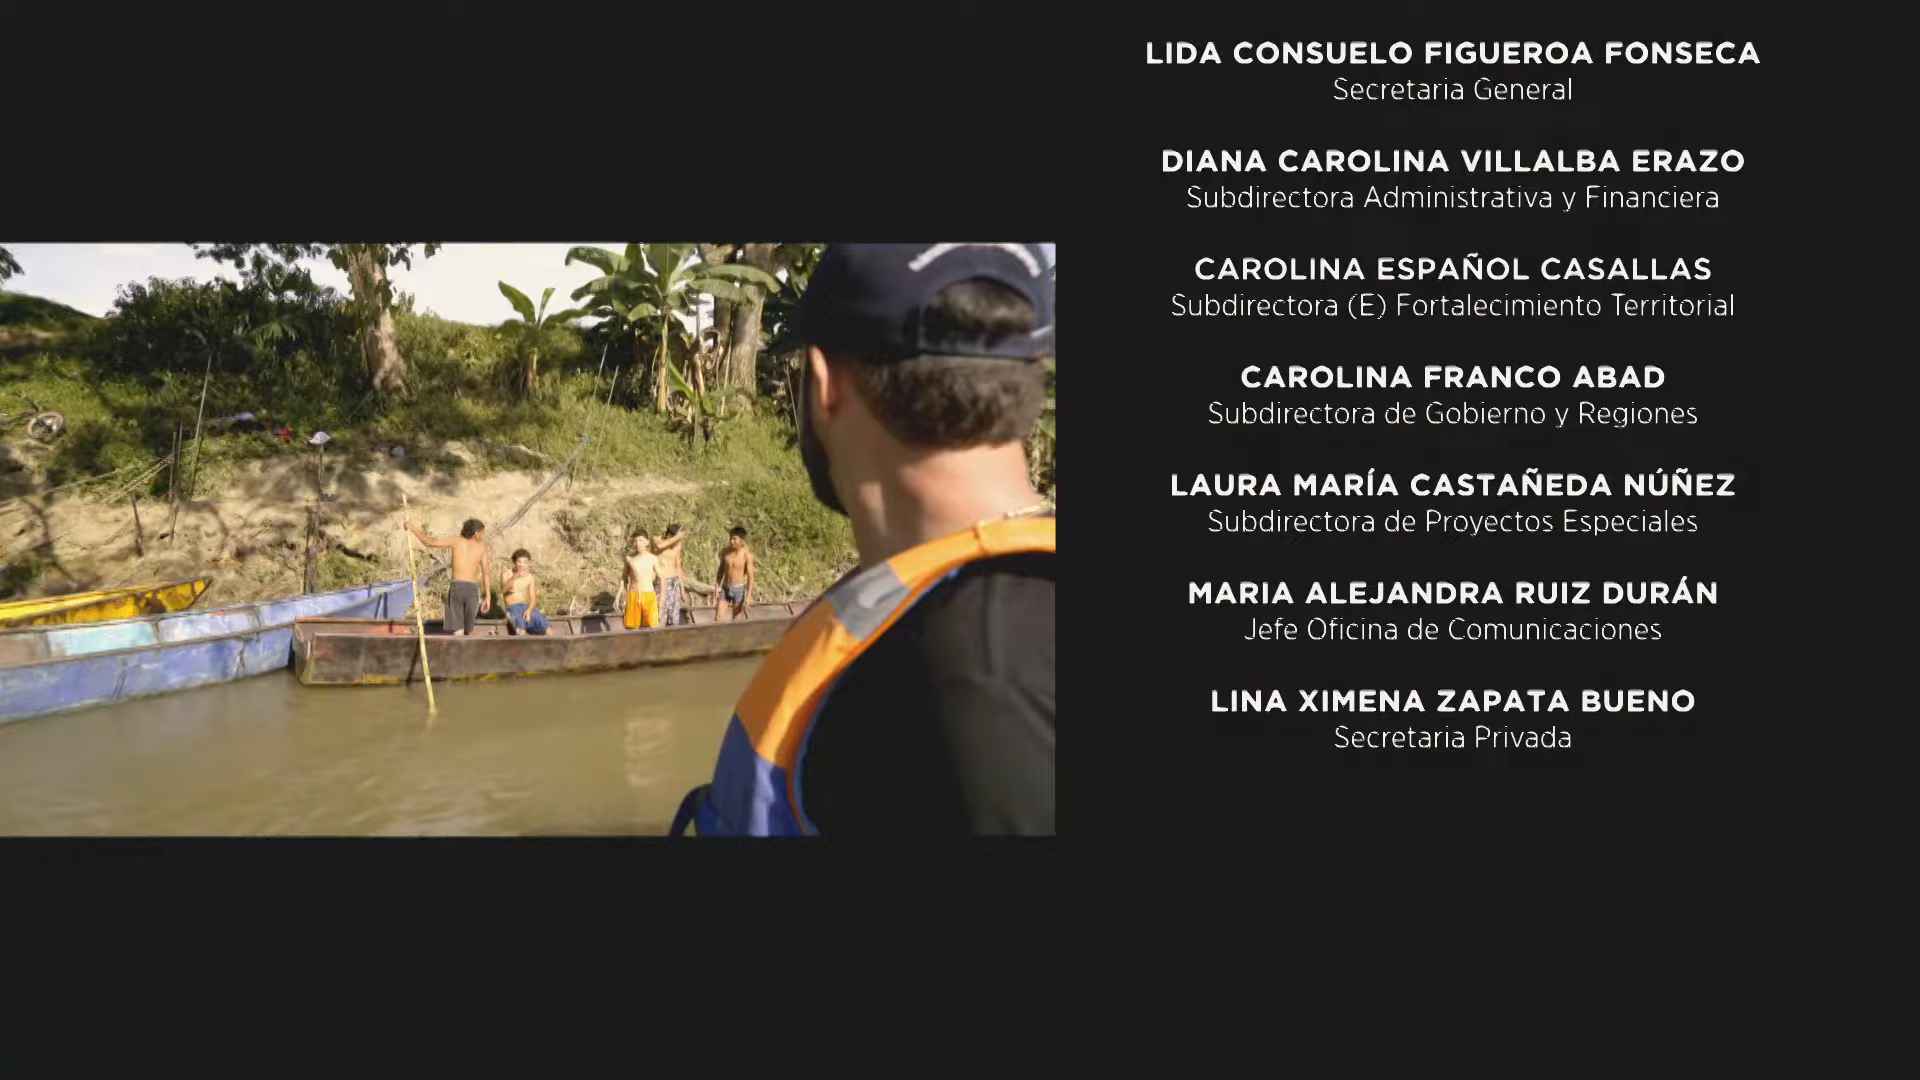 LIDA CONSUELO FIGUEROA FONSECA
Secretaria General
DIANA CAROLINA VILLALBA ERAZO
Subdirectora Administrativa y Financiera
CAROLINA ESPAÑOL CASALLAS
Subdirectora (E) Fortalecimiento Territorial
CAROLINA FRANCO ABAD
Subdirectora de Gobierno y Regiones
LAURA MARÍA CASTAÑEDA NÚÑEZ
Subdirectora de Proyectos Especiales
MARIA ALEJANDRA RUIZ DURÁN
Jefe Oficina de Comunicaciones
LINA XIMENA ZAPATA BUENO
Secretaria Privada